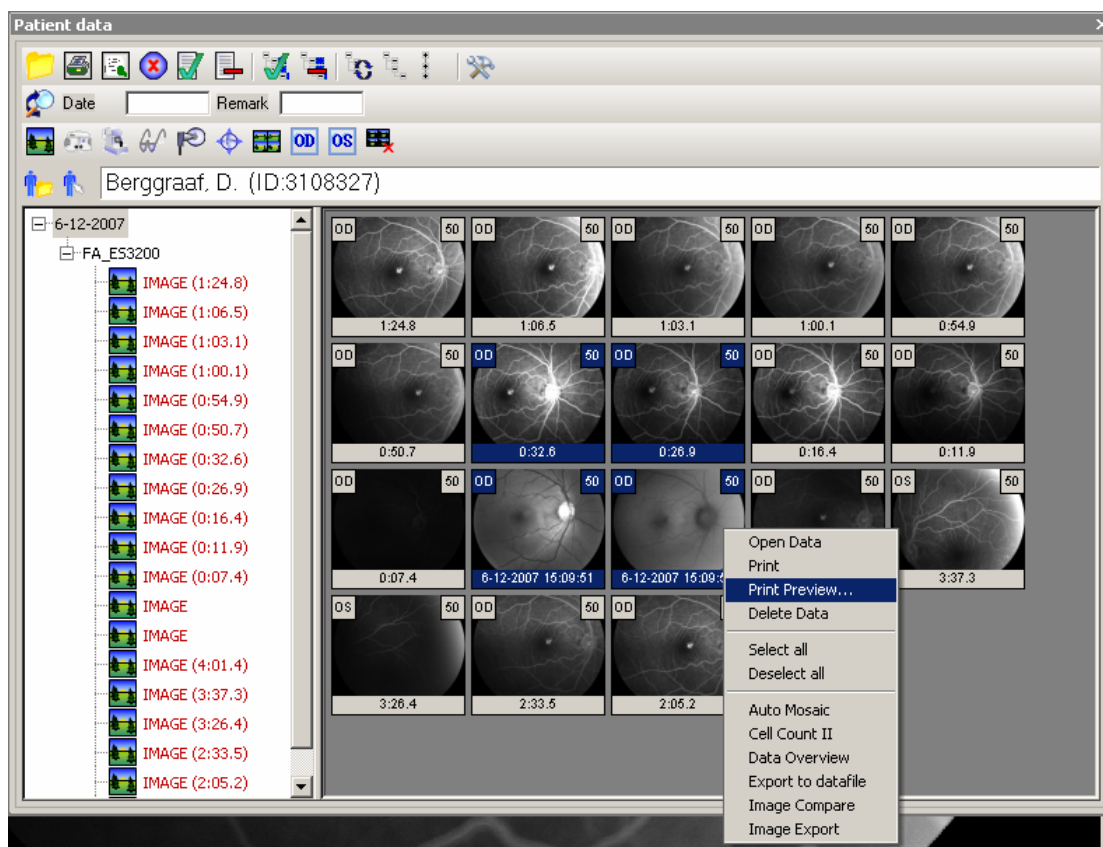 Patient data
Date Remark
OD OS
Berggraaf, D. (ID:3108327)
6-12-2007
FA_ES3200
IMAGE (1:24.8)
IMAGE (1:06.5)
IMAGE (1:03.1)
IMAGE (1:00.1)
IMAGE (0:54.9)
IMAGE (0:50.7)
IMAGE (0:32.6)
IMAGE (0:26.9)
IMAGE (0:16.4)
IMAGE (0:11.9)
IMAGE (0:07.4)
IMAGE
IMAGE
IMAGE (4:01.4)
IMAGE (3:37.3)
IMAGE (3:26.4)
IMAGE (2:33.5)
IMAGE (2:05.2)
OD 50 OD 50 OD 50 OD 50 OD 50
1:24.8 1:06.5 1:03.1 1:00.1 0:54.9
OD 50 OD 50 OD 50 OD 50 OD 50
0:50.7 0:32.6 0:26.9 0:16.4 0:11.9
OD 50 OD 50 OD 50 OD 50 OS 50
0:07.4 6-12-2007 15:09:51 6-12-2007 15:09: 3:37.3
OS 50 OD 50 OD
3:26.4 2:33.5 2:05.2
Open Data
Print
Print Preview...
Delete Data
Select all
Deselect all
Auto Mosaic
Cell Count II
Data Overview
Export to datafile
Image Compare
Image Export